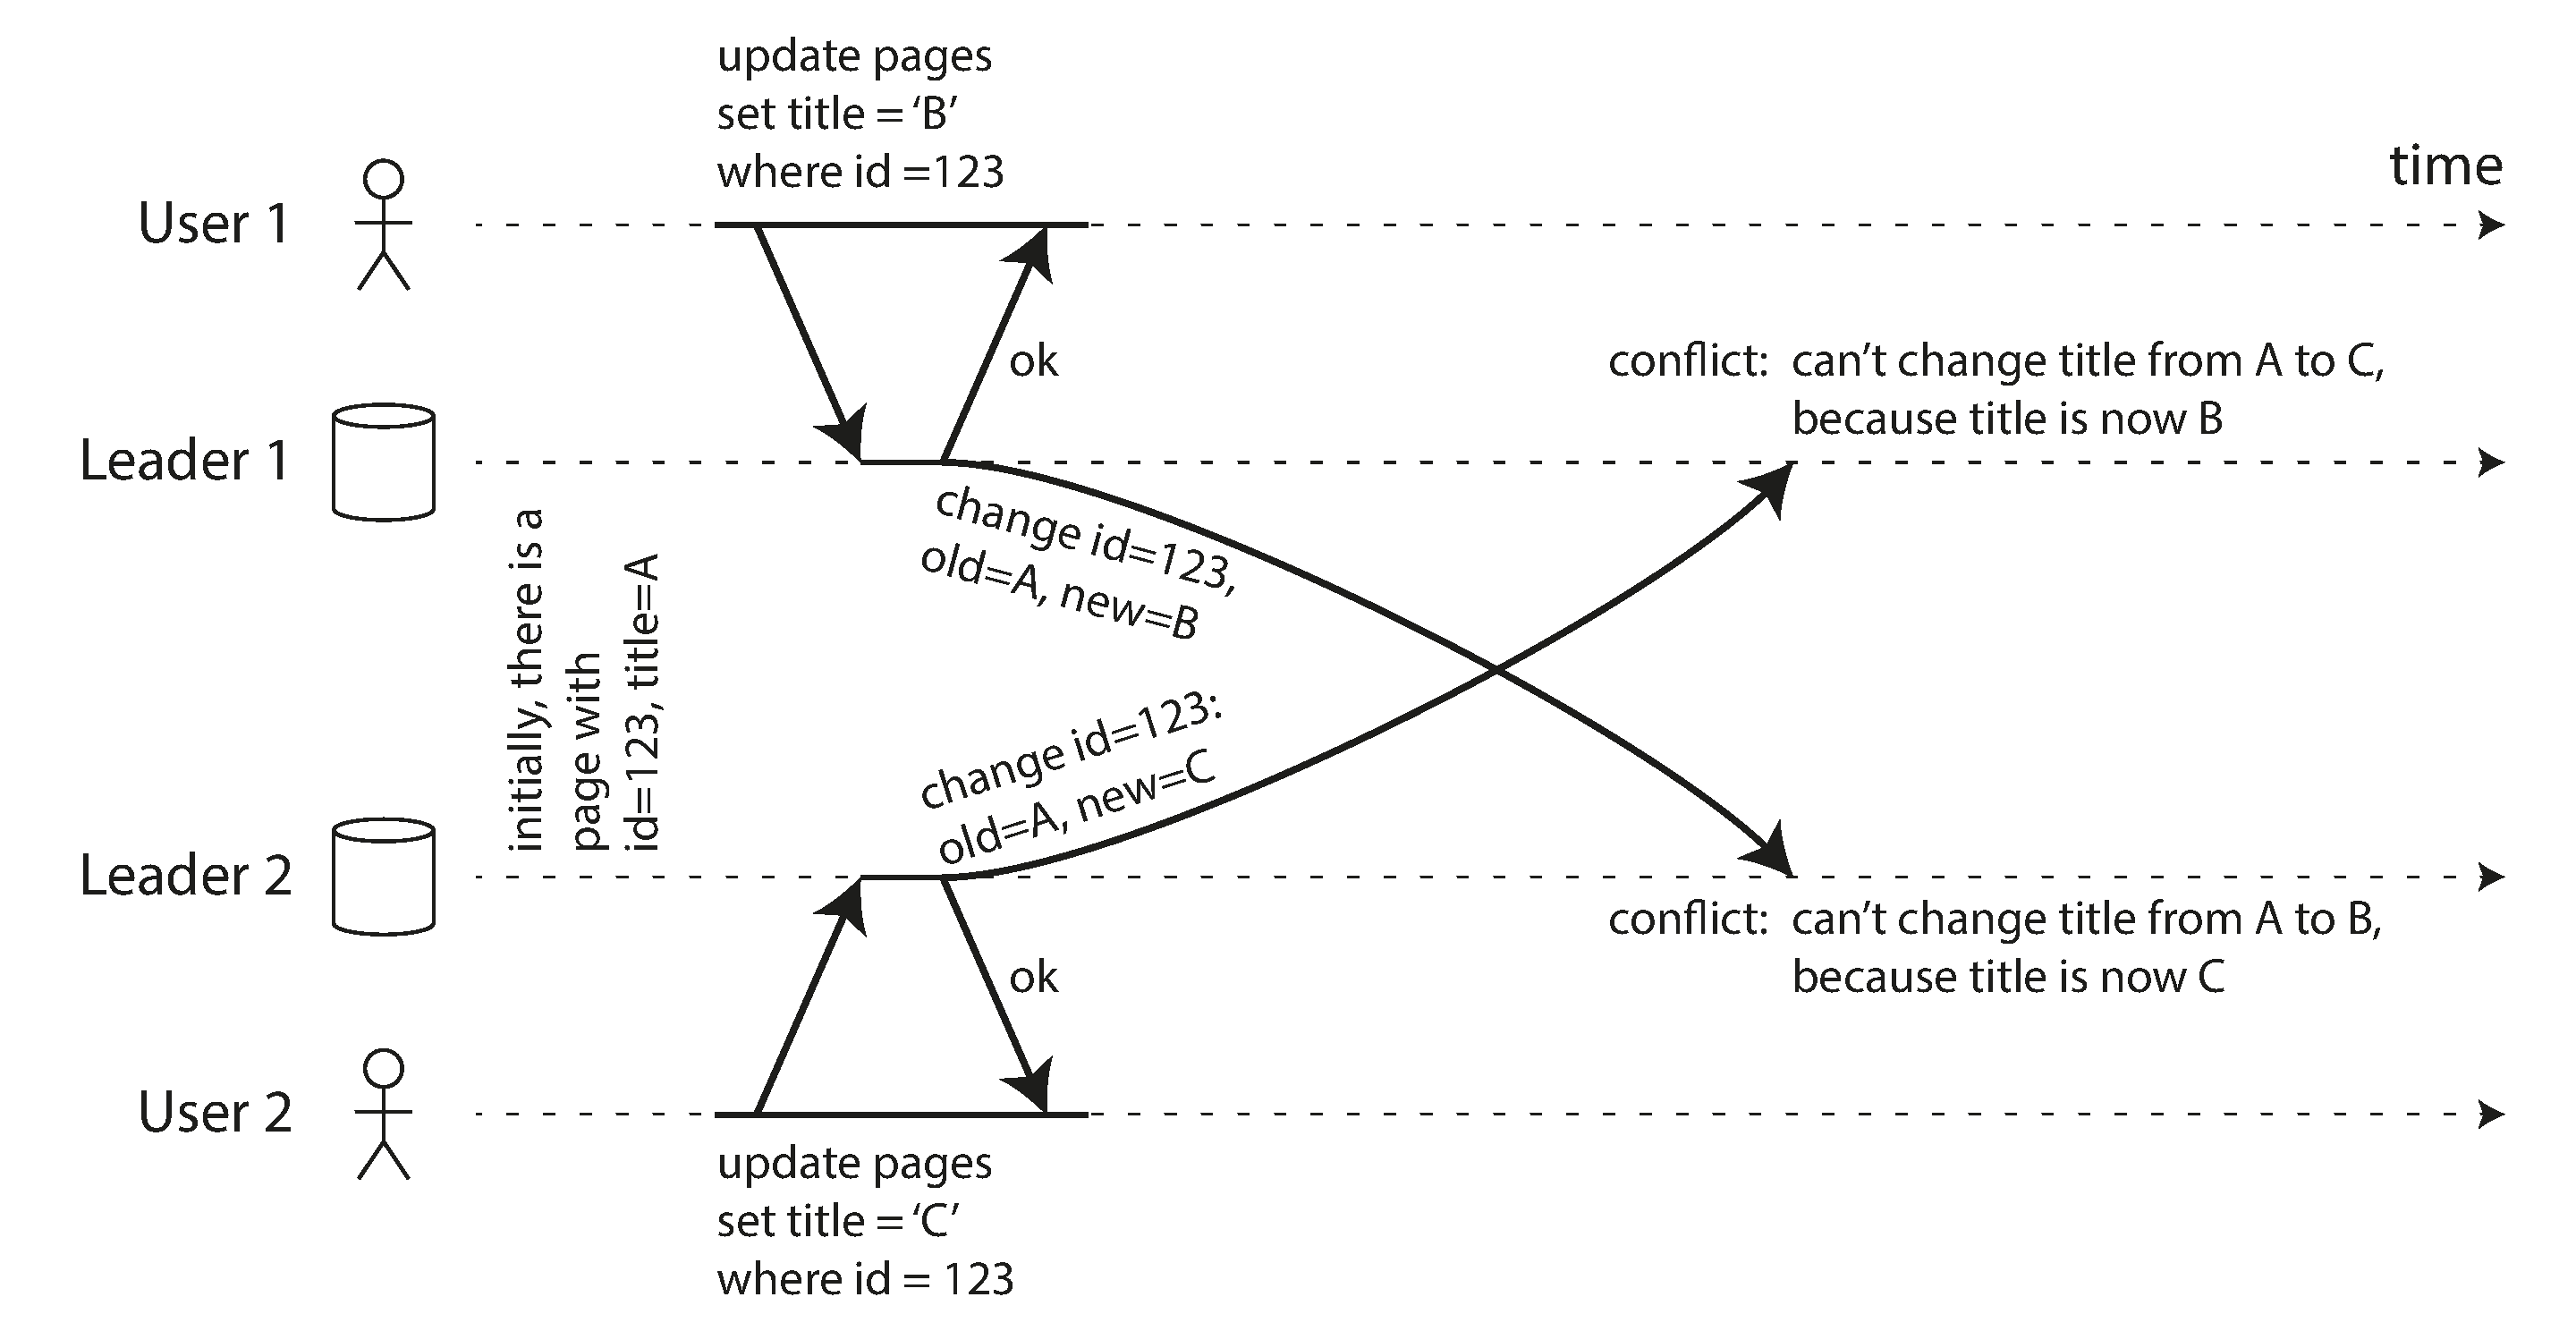 update pages
set title = ‘B’
where id =123
time
User 1
ok
conflict: can’t change title from A to C,
because title is now B
Leader 1
change id=123,
old=A, new=B
initially, there is a
page with
id=123, title=A
change id=123:
old=A, new=C
Leader 2
conflict: can’t change title from A to B,
because title is now C
ok
User 2
update pages
set title = ‘C’
where id = 123